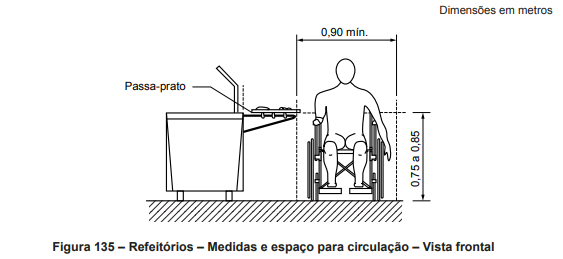 Dimensões em metros
0,90 mín.
Passa-prato
0,75 a 0,85
Figura 135 – Refeitórios – Medidas e espaço para circulação – Vista frontal